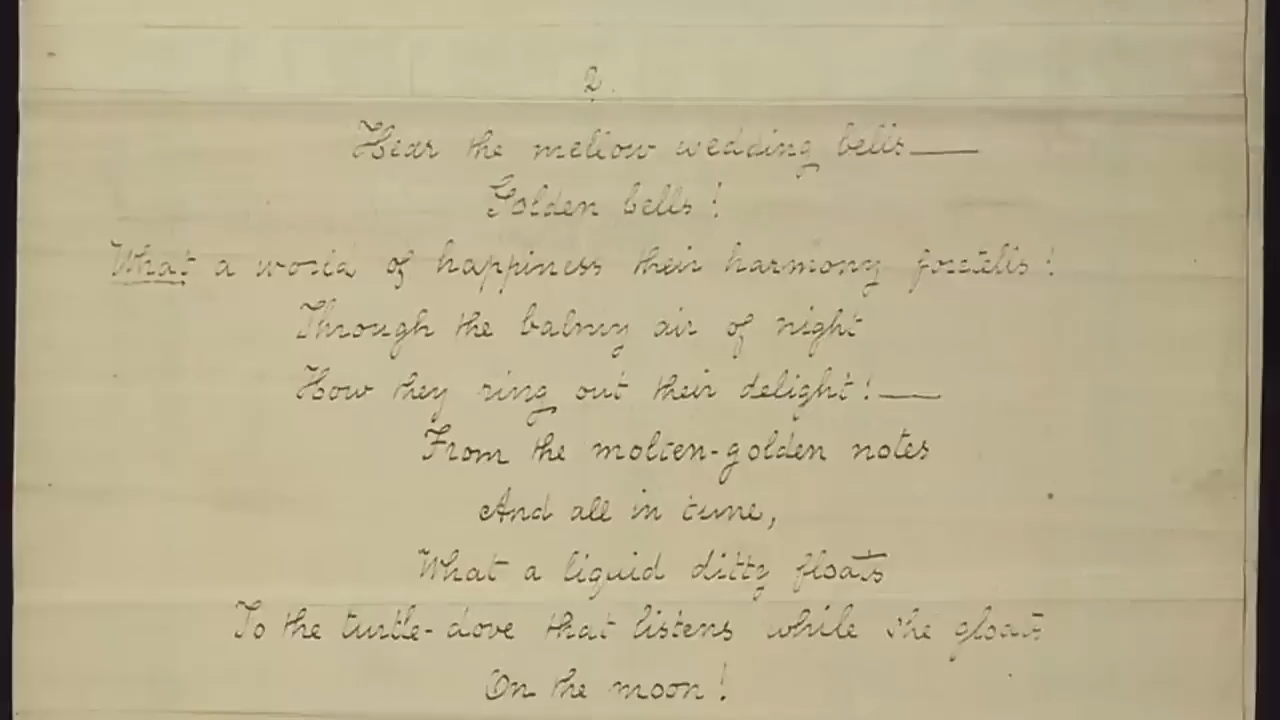 2.
Hear the mellow wedding bells——
Golden bells!
What a world of happiness their harmony foretells!
Through the balmy air of night
How they ring out their delight!——
From the molten-golden notes
And all in tune,
What a liquid ditty floats
To the turtle-dove that listens while she gloats
On the moon!